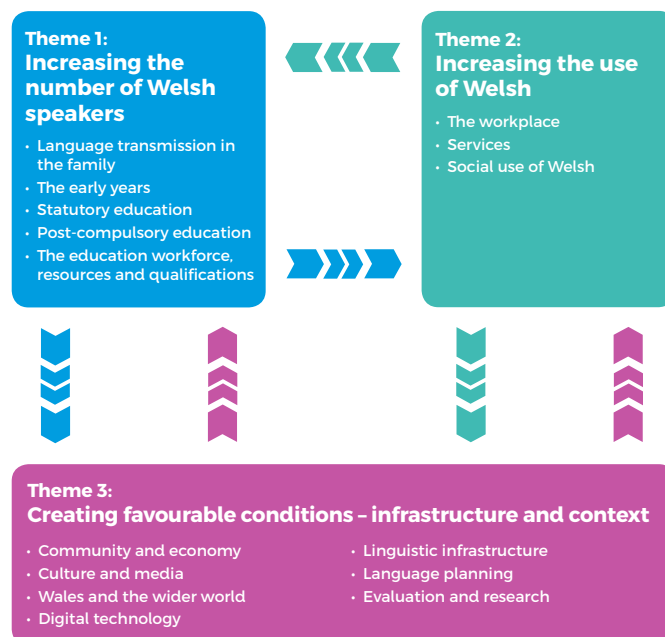 Theme 1:
Increasing the
number of Welsh
speakers
• Language transmission in
the family
• The early years
• Statutory education
• Post-compulsory education
• The education workforce,
resources and qualifications
Theme 2:
Increasing the use
of Welsh
• The workplace
• Services
• Social use of Welsh
Theme 3:
Creating favourable conditions – infrastructure and context
• Community and economy
• Culture and media
• Wales and the wider world
• Digital technology
• Linguistic infrastructure
• Language planning
• Evaluation and research